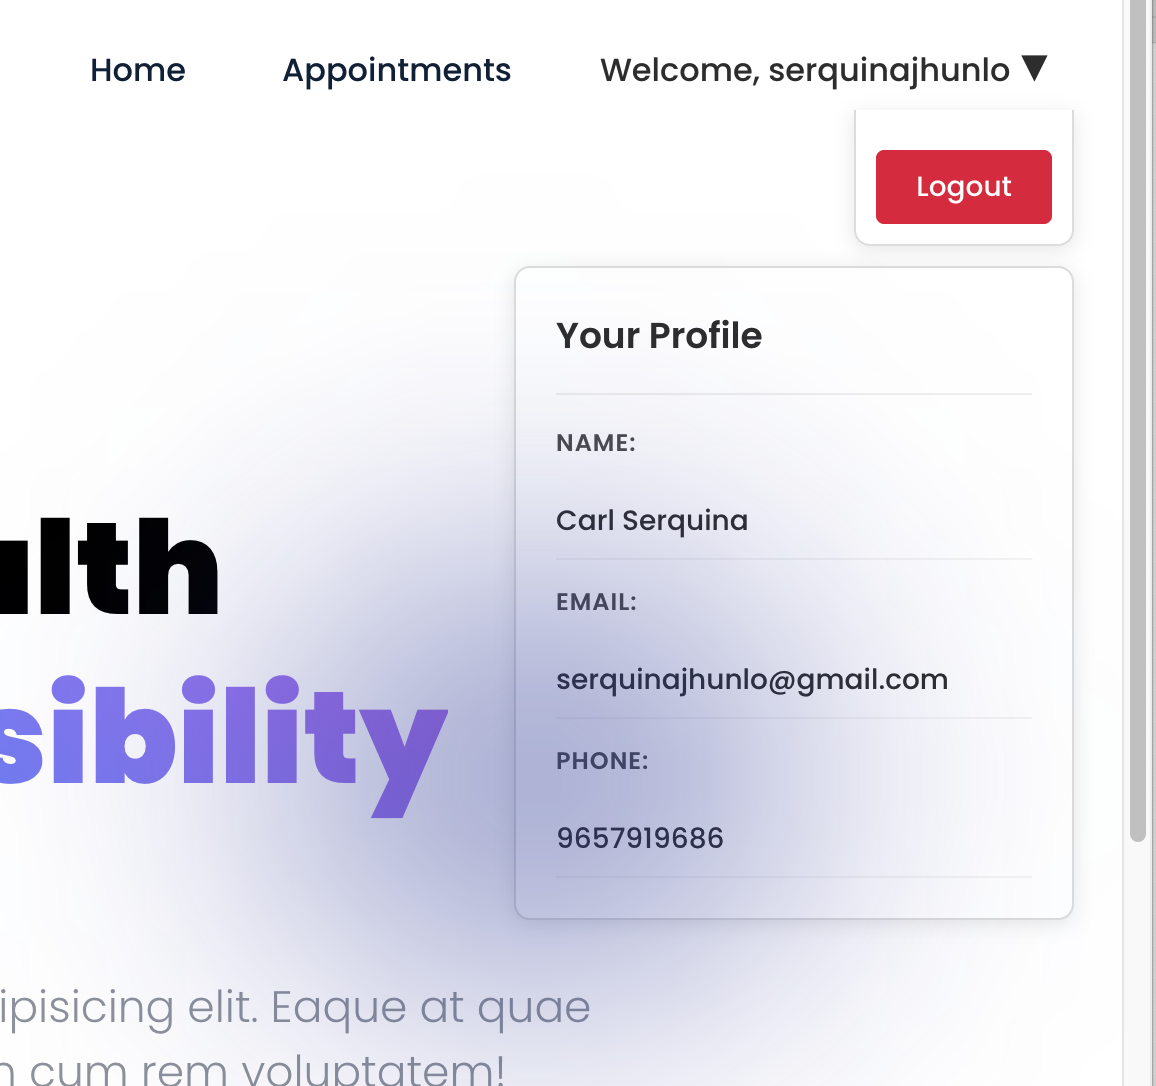 Home Appointments Welcome, serquinajhunlo ▼
Logout
Your Profile
NAME:
Carl Serquina
EMAIL:
serquinajhunlo@gmail.com
PHONE:
9657919686
alth
sibility
ipisicing elit. Eaque at quae
cum rem voluptatem!